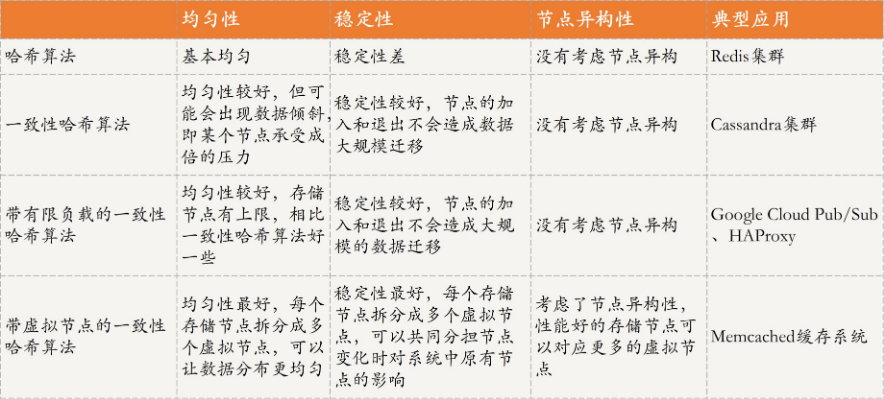 均匀性 稳定性 节点异构性 典型应用
哈希算法 基本均匀 稳定性差 没有考虑节点异构 Redis集群
一致性哈希算法
均匀性较好，但可
能会出现数据倾斜，
即某个节点承受成
倍的压力
稳定性较好，节点的加
入和退出不会造成数据
大规模迁移
没有考虑节点异构
Cassandra集群
带有限负载的一致性
哈希算法
均匀性较好，存储
节点有上限，相比
一致性哈希算法好
一些
稳定性较好，节点的加
入和退出不会造成大规
模的数据迁移
没有考虑节点异构
Google Cloud Pub/Sub
、HAProxy
带虚拟节点的一致性
哈希算法
均匀性最好，每个
存储节点拆分成多
个虚拟节点，可以
让数据分布更均匀
稳定性最好，每个存储
节点拆分成多个虚拟节
点，可以共同分担节点
变化时对系统中原有节
点的影响
考虑了节点异构性，
性能好的存储节点可
以对应更多的虚拟节
点
Memcached缓存系统